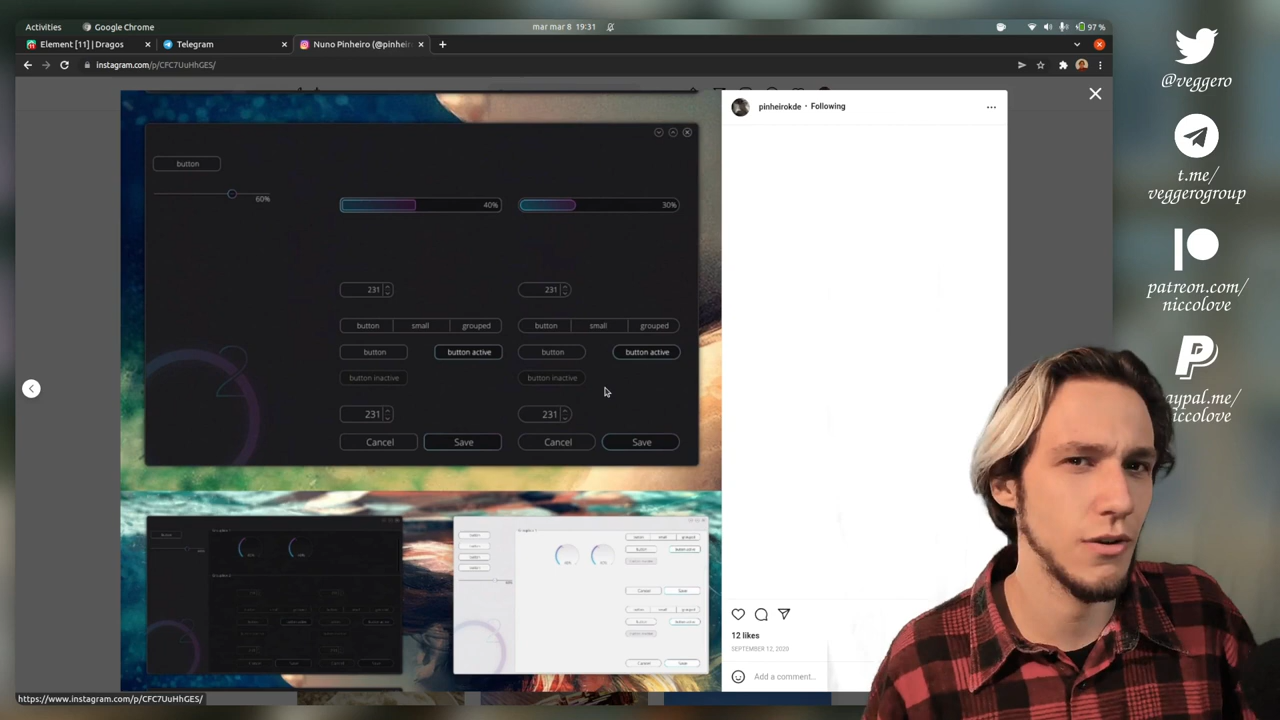 Activities
Google Chrome
mar mar 8 19:31
97 %
Element [11] | Dragos
Telegram
Nuno Pinheiro (@pinheir
instagram.com/p/CFC7UuHhGES/
@veggero
t.me/
veggerogroup
patreon.com/
niccolove
aypal.me/
iccolove
pinheirokde • Following
button
60%
40%
30%
231
231
button small grouped
button small grouped
button
button active
button
button active
button inactive
button inactive
231
231
Cancel
Save
Cancel
Save
2
12 likes
SEPTEMBER 12, 2020
Add a comment...
https://www.instagram.com/p/CFC7UuHhGES/